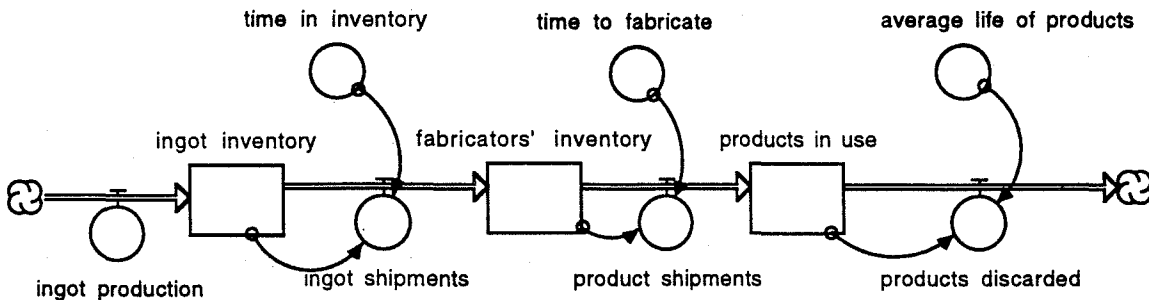 time in inventory
time to fabricate
average life of products
ingot inventory
fabricators' inventory
products in use
ingot production
ingot shipments
product shipments
products discarded